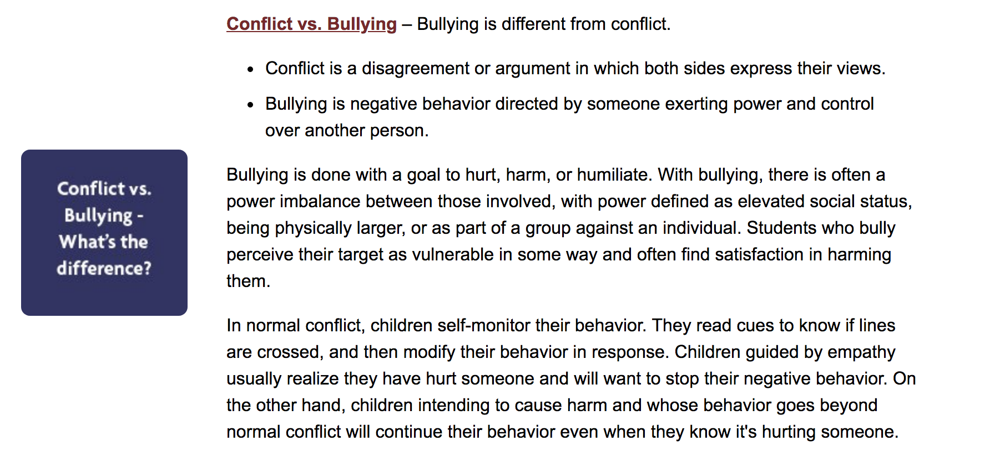 Conflict vs. Bullying – Bullying is different from conflict.
• Conflict is a disagreement or argument in which both sides express their views.
• Bullying is negative behavior directed by someone exerting power and control
over another person.
Conflict vs.
Bullying -
What’s the
difference?
Bullying is done with a goal to hurt, harm, or humiliate. With bullying, there is often a
power imbalance between those involved, with power defined as elevated social status,
being physically larger, or as part of a group against an individual. Students who bully
perceive their target as vulnerable in some way and often find satisfaction in harming
them.
In normal conflict, children self-monitor their behavior. They read cues to know if lines
are crossed, and then modify their behavior in response. Children guided by empathy
usually realize they have hurt someone and will want to stop their negative behavior. On
the other hand, children intending to cause harm and whose behavior goes beyond
normal conflict will continue their behavior even when they know it's hurting someone.